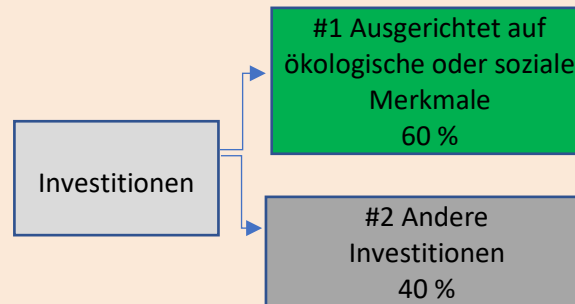 #1 Ausgerichtet auf
ökologische oder soziale
Merkmale
60 %
Investitionen
#2 Andere
Investitionen
40 %